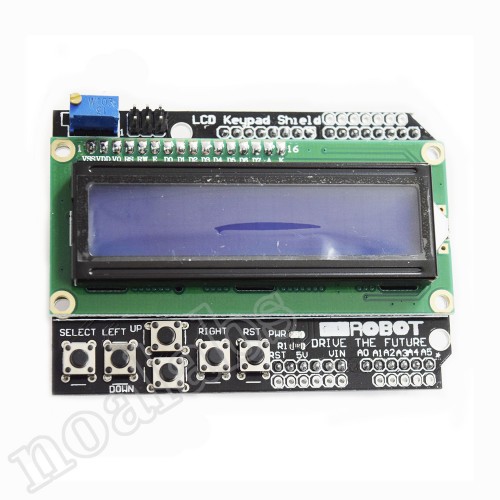 LCD Keypad Shield
1 16
VSS VDD VO RS RW E D0 D1 D2 D3 D4 D5 D6 D7 A K
SELECT LEFT UP RIGHT RST PWR
ROBOT
DRIVE THE FUTURE
R1
RST 5V VIN A0 A1 A2 A3 A4 A5
DOWN